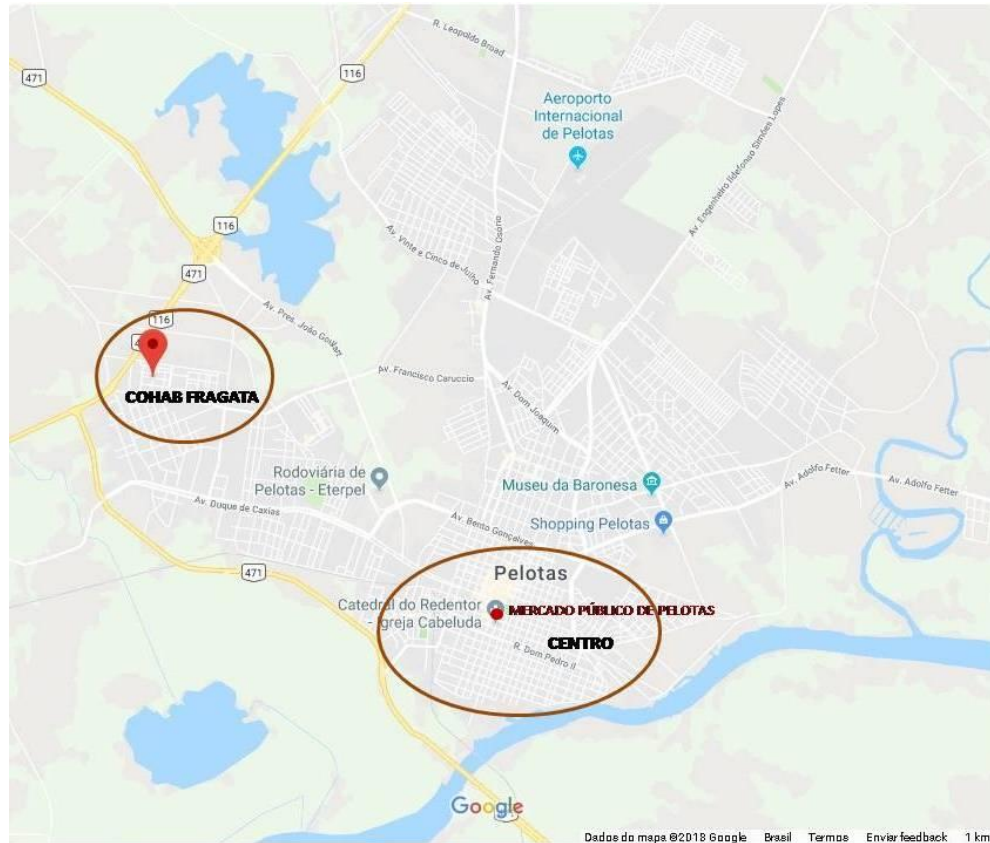 R. Leopoldo Broad
471
116
Aeroporto
Internacional
de Pelotas
Av. Engenheiro Ildefonso Simões Lopes
116
Av. Vinte e Cinco de Julho
Av. Fernando Osório
471
Av. Pres. João Goulart
116
COHAB FRAGATA
Av. Francisco Caruccio
Av. Dom Joaquim
Rodoviária de
Pelotas - Eterpel
Museu da Baronesa
Av. Adolfo Fetter
Av. Adolfo Fetter
Av. Duque de Caxias
Av. Bento Gonçalves
Shopping Pelotas
471
Pelotas
Catedral do Redentor
- Igreja Cabeluda
MERCADO PÚBLICO DE PELOTAS
CENTRO
R. Dom Pedro II
Google
Dados do mapa ©2018 Google Brasil Termos Enviar feedback 1 km